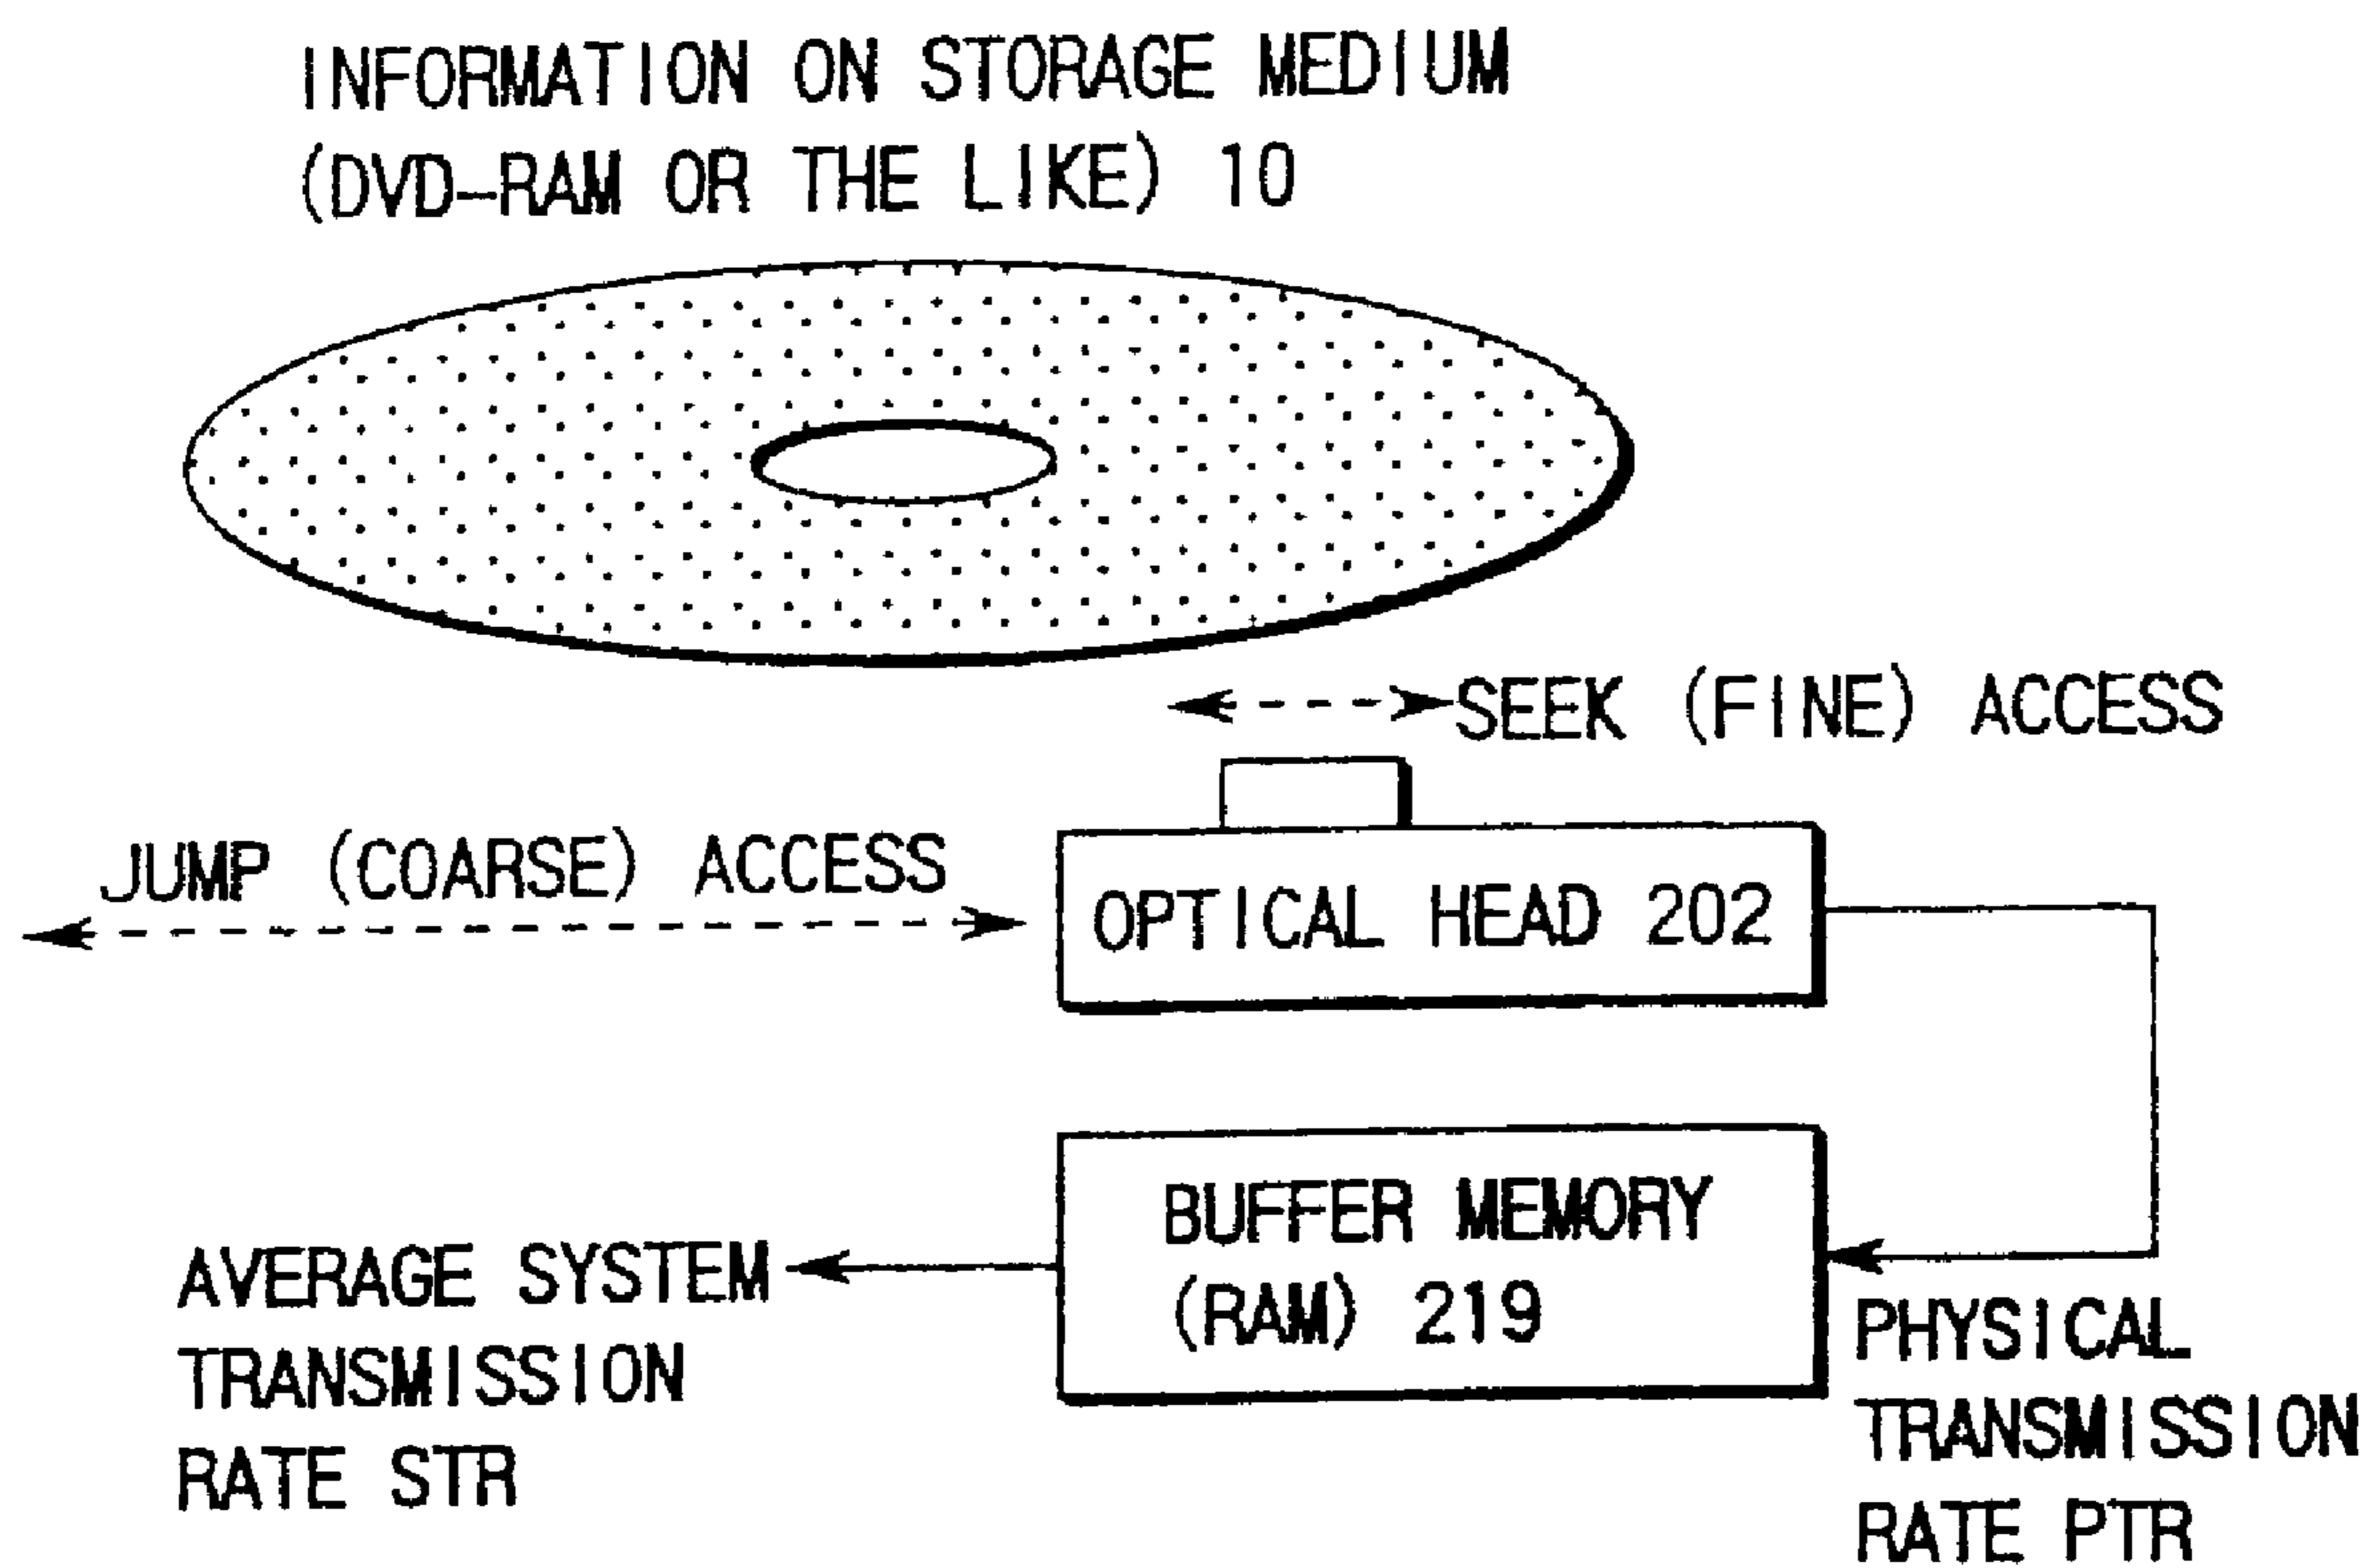 INFORMATION ON STORAGE MEDIUM
(DVD-RAM OR THE LIKE) 10
SEEK (FINE) ACCESS
JUMP (COARSE) ACCESS
OPTICAL HEAD 202
BUFFER MEMORY
(RAM) 219
AVERAGE SYSTEM
TRANSMISSION
RATE STR
PHYSICAL
TRANSMISSION
RATE PTR